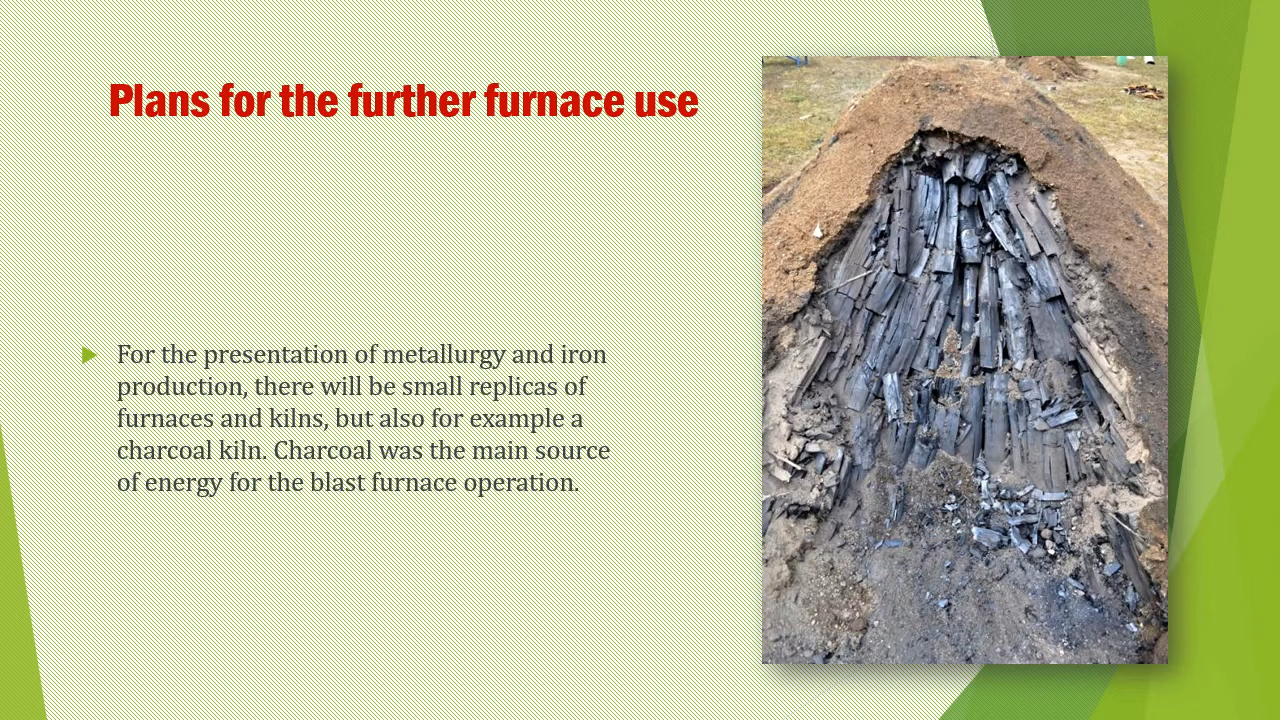 Plans for the further furnace use
For the presentation of metallurgy and iron
production, there will be small replicas of
furnaces and kilns, but also for example a
charcoal kiln. Charcoal was the main source
of energy for the blast furnace operation.